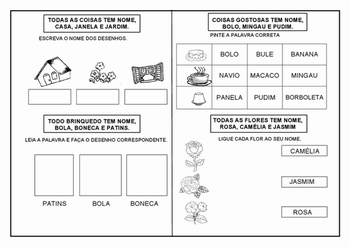 TODAS AS COISAS TEM NOME,
CASA, JANELA E JARDIM.
ESCREVA O NOME DOS DESENHOS.
TODO BRINQUEDO TEM NOME,
BOLA, BONECA E PATINS.
LEIA A PALAVRA E FAÇA O DESENHO CORRESPONDENTE.
PATINS BOLA BONECA
COISAS GOSTOSAS TEM NOME,
BOLO, MINGAU E PUDIM.
PINTE A PALAVRA CORRETA
BOLO BULE BANANA
NAVIO MACACO MINGAU
PANELA PUDIM BORBOLETA
TODAS AS FLORES TEM NOME,
ROSA, CAMÉLIA E JASMIM
LIGUE CADA FLOR AO SEU NOME.
CAMÉLIA
JASMIM
ROSA